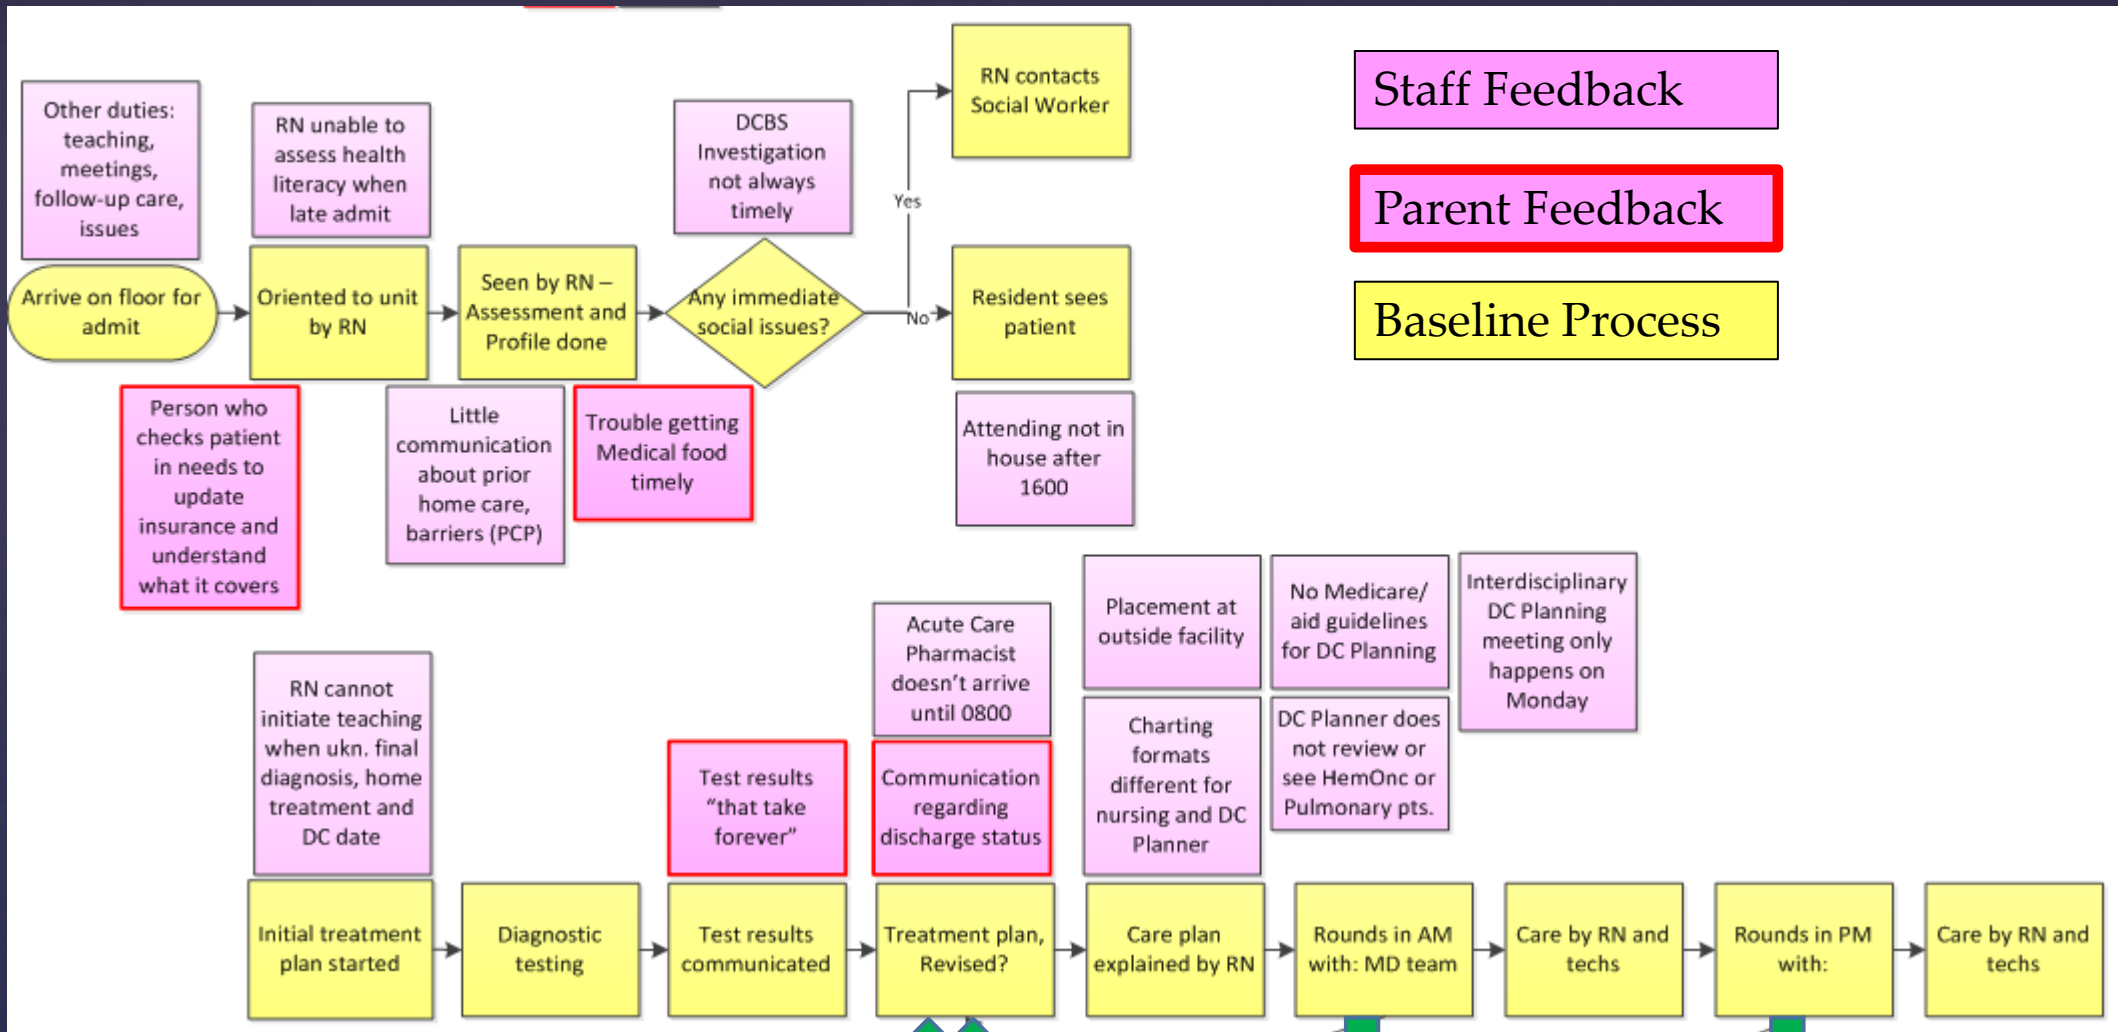 Other duties:
teaching,
meetings,
follow-up care,
issues
RN unable to
assess health
literacy when
late admit
DCBS
Investigation
not always
timely
RN contacts
Social Worker
Yes
Staff Feedback
Parent Feedback
Baseline Process
Arrive on floor for
admit
Oriented to unit
by RN
Seen by RN –
Assessment and
Profile done
Any immediate
social issues?
No
Resident sees
patient
Person who
checks patient
in needs to
update
insurance and
understand
what it covers
Little
communication
about prior
home care,
barriers (PCP)
Trouble getting
Medical food
timely
Attending not in
house after
1600
RN cannot
initiate teaching
when ukn. final
diagnosis, home
treatment and
DC date
Test results
“that take
forever”
Acute Care
Pharmacist
doesn’t arrive
until 0800
Communication
regarding
discharge status
Placement at
outside facility
Charting
formats
different for
nursing and DC
Planner
No Medicare/
aid guidelines
for DC Planning
DC Planner does
not review or
see HemOnc or
Pulmonary pts.
Interdisciplinary
DC Planning
meeting only
happens on
Monday
Initial treatment
plan started
Diagnostic
testing
Test results
communicated
Treatment plan,
Revised?
Care plan
explained by RN
Rounds in AM
with: MD team
Care by RN and
techs
Rounds in PM
with:
Care by RN and
techs